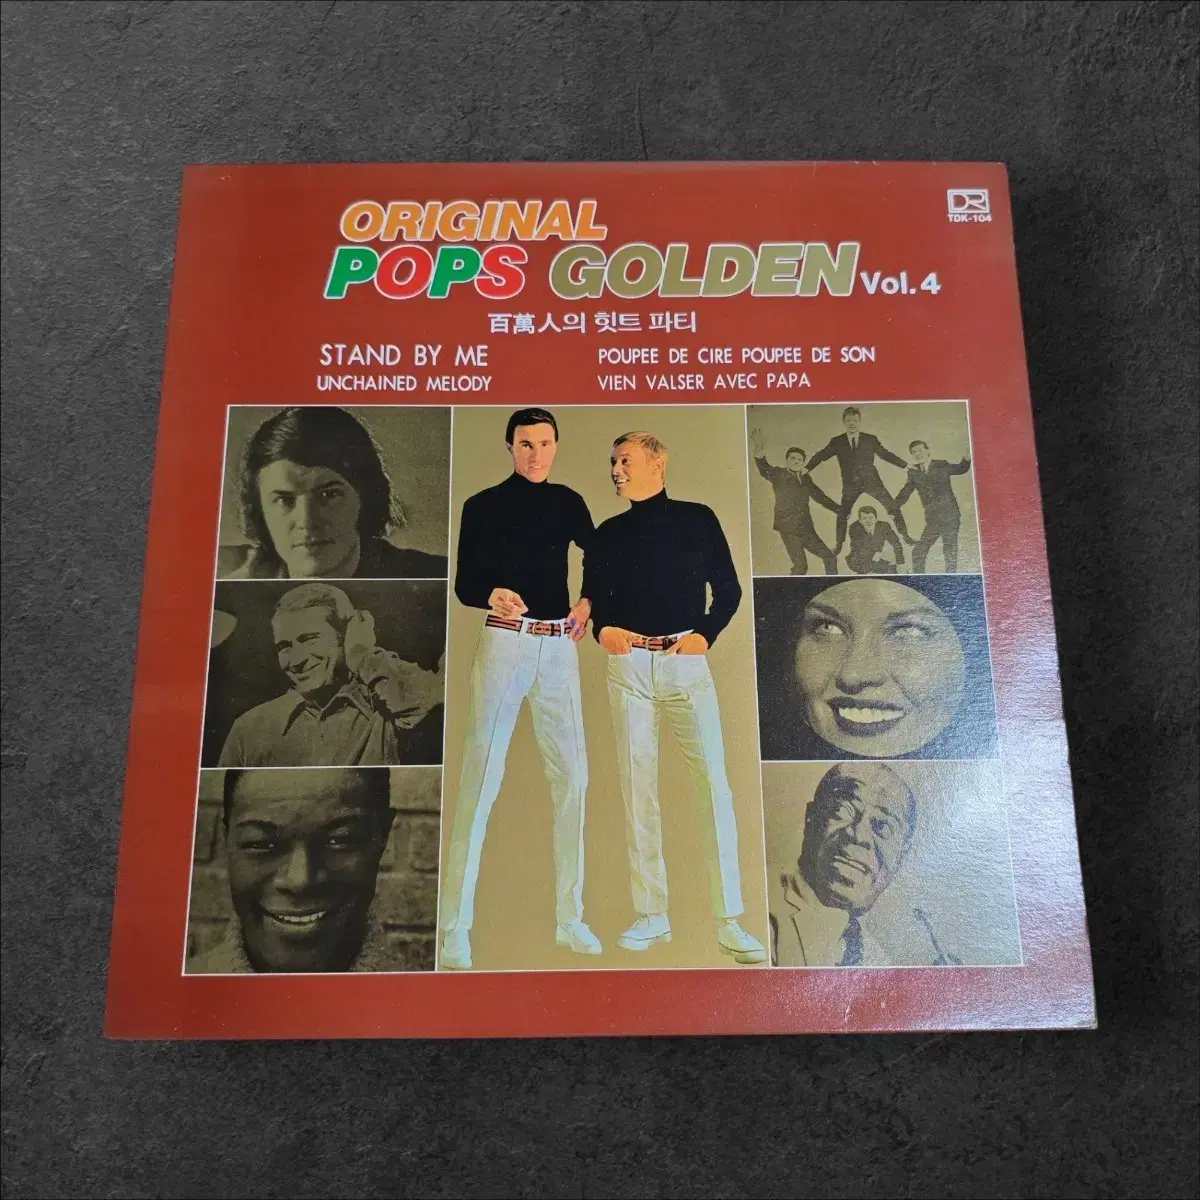 DR
TDK-104
ORIGINAL
POPS GOLDEN Vol.4
百萬人의 힛트 파티
STAND BY ME
UNCHAINED MELODY
POUPEE DE CIRE POUPEE DE SON
VIEN VALSER AVEC PAPA